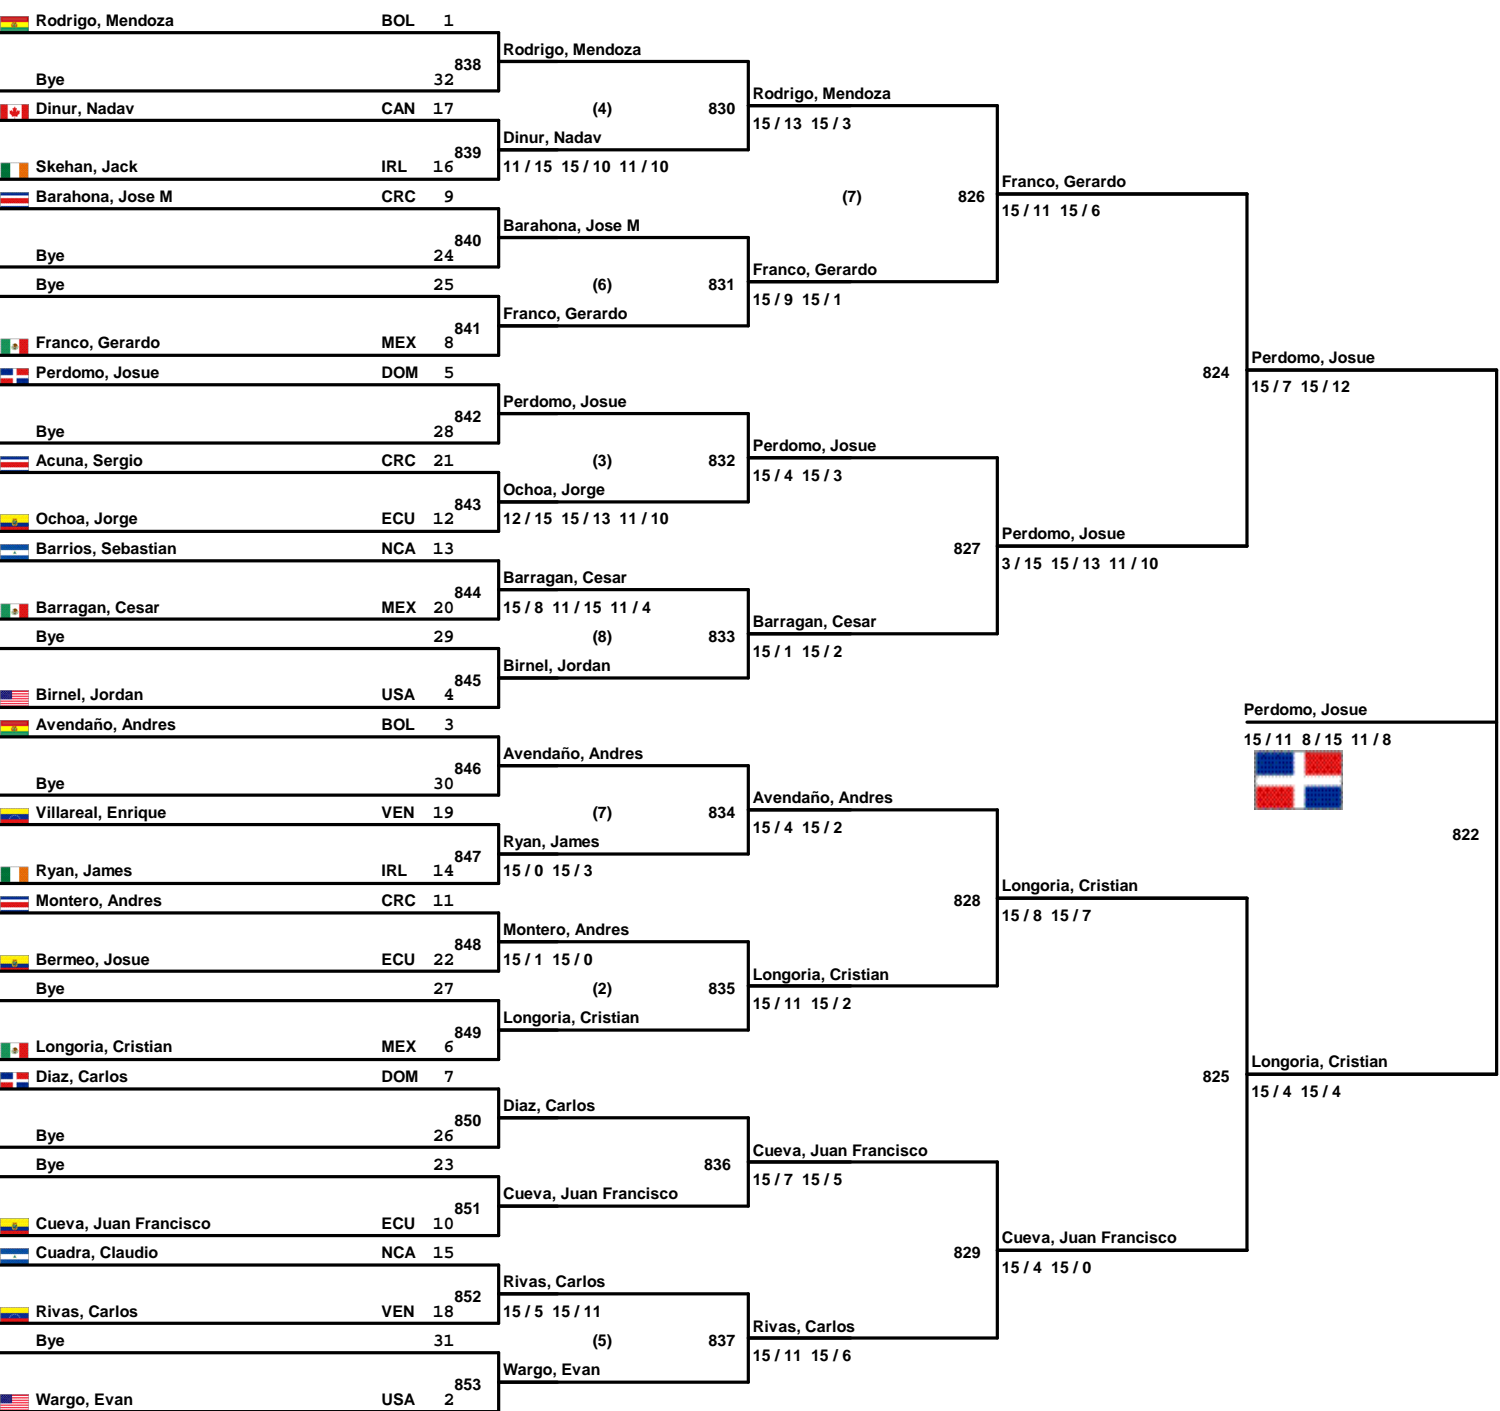 Rodrigo, Mendoza BOL 1
838
Bye 32
Dinur, Nadav CAN 17
839
Skehan, Jack IRL 16
Barahona, Jose M CRC 9
840
Bye 24
Bye 25
841
Franco, Gerardo MEX 8
Perdomo, Josue DOM 5
842
Bye 28
Acuna, Sergio CRC 21
843
Ochoa, Jorge ECU 12
Barrios, Sebastian NCA 13
844
Barragan, Cesar MEX 20
Bye 29
845
Birnel, Jordan USA 4
Avendaño, Andres BOL 3
846
Bye 30
Villareal, Enrique VEN 19
847
Ryan, James IRL 14
Montero, Andres CRC 11
848
Bermeo, Josue ECU 22
Bye 27
849
Longoria, Cristian MEX 6
Diaz, Carlos DOM 7
850
Bye 26
Bye 23
851
Cueva, Juan Francisco ECU 10
Cuadra, Claudio NCA 15
852
Rivas, Carlos VEN 18
Bye 31
853
Wargo, Evan USA 2
Rodrigo, Mendoza
(4) 830
Dinur, Nadav
11 / 15 15 / 10 11 / 10
Barahona, Jose M
(6) 831
Franco, Gerardo
Perdomo, Josue
(3) 832
Ochoa, Jorge
12 / 15 15 / 13 11 / 10
Barragan, Cesar
15 / 8 11 / 15 11 / 4
(8) 833
Birnel, Jordan
Avendaño, Andres
(7) 834
Ryan, James
15 / 0 15 / 3
Montero, Andres
15 / 1 15 / 0
(2) 835
Longoria, Cristian
Diaz, Carlos
836
Cueva, Juan Francisco
Rivas, Carlos
15 / 5 15 / 11
(5) 837
Wargo, Evan
Rodrigo, Mendoza
15 / 13 15 / 3
(7) 826
Franco, Gerardo
15 / 9 15 / 1
Perdomo, Josue
15 / 4 15 / 3
827
Barragan, Cesar
15 / 1 15 / 2
Avendaño, Andres
15 / 4 15 / 2
828
Longoria, Cristian
15 / 11 15 / 2
Cueva, Juan Francisco
15 / 7 15 / 5
829
Rivas, Carlos
15 / 11 15 / 6
Franco, Gerardo
15 / 11 15 / 6
824
Perdomo, Josue
3 / 15 15 / 13 11 / 10
Longoria, Cristian
15 / 8 15 / 7
825
Cueva, Juan Francisco
15 / 4 15 / 0
Perdomo, Josue
15 / 7 15 / 12
Perdomo, Josue
15 / 11 8 / 15 11 / 8
822
Longoria, Cristian
15 / 4 15 / 4